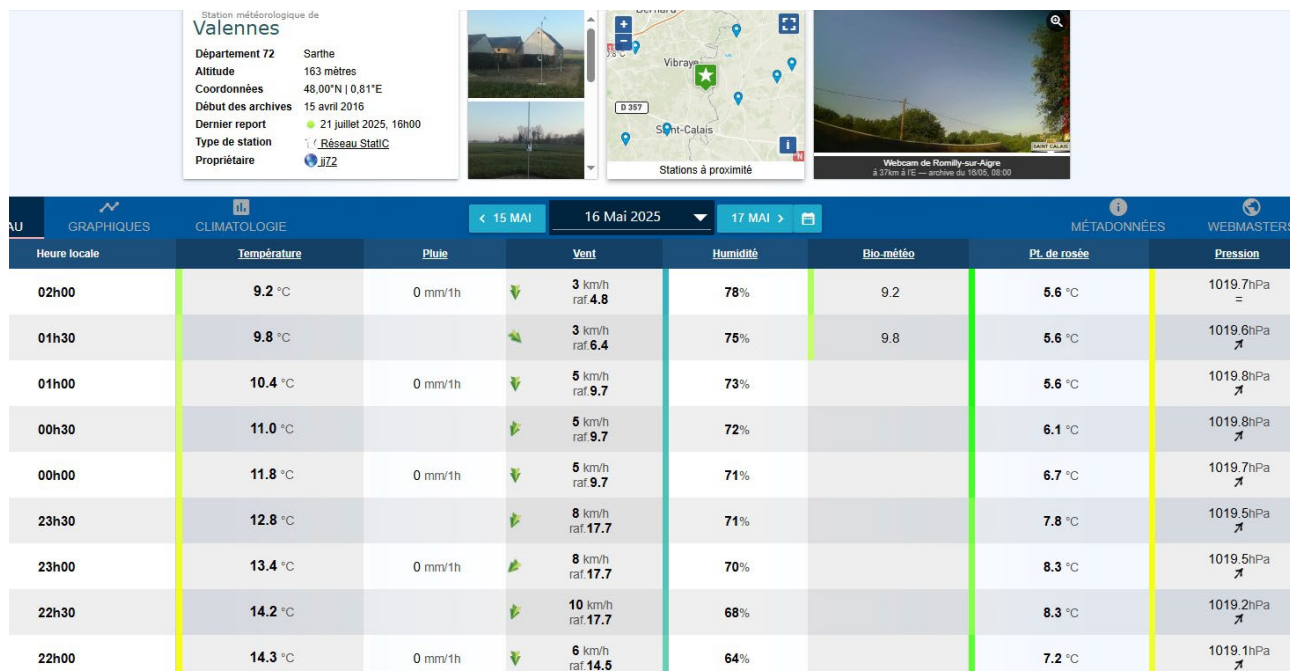 Station météorologique de
Valennes
Département 72 Sarthe
Altitude 163 mètres
Coordonnées 48,00°N | 0,81°E
Début des archives 15 avril 2016
Dernier report 21 juillet 2025, 16h00
Type de station Réseau StatIC
Propriétaire jj72
+
−
Vibraye
D 357
Saint-Calais
i
Stations à proximité
SAINT CALAIS
Webcam de Romilly-sur-Aigre
à 37km à l'E — archive du 16/05, 08:00
GRAPHIQUES
CLIMATOLOGIE
< 15 MAI
16 Mai 2025
17 MAI >
MÉTADONNÉES
WEBMASTERS
Heure locale Température Pluie Vent Humidité Bio-météo Pt. de rosée Pression
02h00 9.2 °C 0 mm/1h 3 km/h raf.4.8 78% 9.2 5.6 °C 1019.7hPa =
01h30 9.8 °C 3 km/h raf.6.4 75% 9.8 5.6 °C 1019.6hPa
01h00 10.4 °C 0 mm/1h 5 km/h raf.9.7 73% 5.6 °C 1019.8hPa
00h30 11.0 °C 5 km/h raf.9.7 72% 6.1 °C 1019.8hPa
00h00 11.8 °C 0 mm/1h 5 km/h raf.9.7 71% 6.7 °C 1019.7hPa
23h30 12.8 °C 8 km/h raf.17.7 71% 7.8 °C 1019.5hPa
23h00 13.4 °C 0 mm/1h 8 km/h raf.17.7 70% 8.3 °C 1019.5hPa
22h30 14.2 °C 10 km/h raf.17.7 68% 8.3 °C 1019.2hPa
22h00 14.3 °C 0 mm/1h 6 km/h raf.14.5 64% 7.2 °C 1019.1hPa